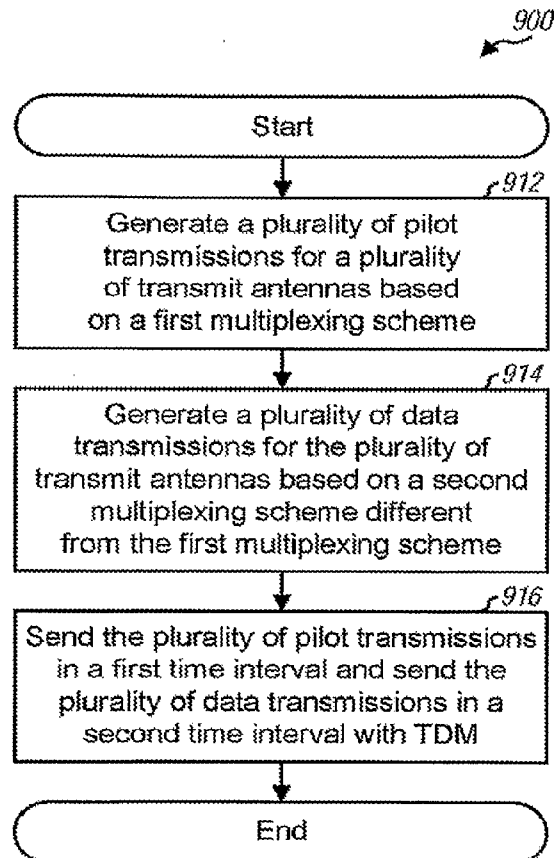 900
Start
912
Generate a plurality of pilot
transmissions for a plurality
of transmit antennas based
on a first multiplexing scheme
914
Generate a plurality of data
transmissions for the plurality of
transmit antennas based on a second
multiplexing scheme different
from the first multiplexing scheme
916
Send the plurality of pilot transmissions
in a first time interval and send the
plurality of data transmissions in a
second time interval with TDM
End